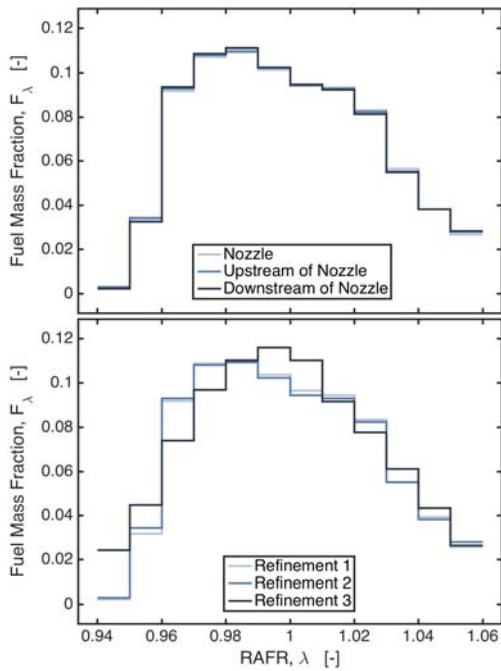 0.12
0.1
0.08
0.06
0.04
0.02
0
Fuel Mass Fraction, F_λ [-]
Nozzle
Upstream of Nozzle
Downstream of Nozzle
0.12
0.1
0.08
0.06
0.04
0.02
0
Fuel Mass Fraction, F_λ [-]
Refinement 1
Refinement 2
Refinement 3
0.94 0.96 0.98 1 1.02 1.04 1.06
RAFR, λ [-]